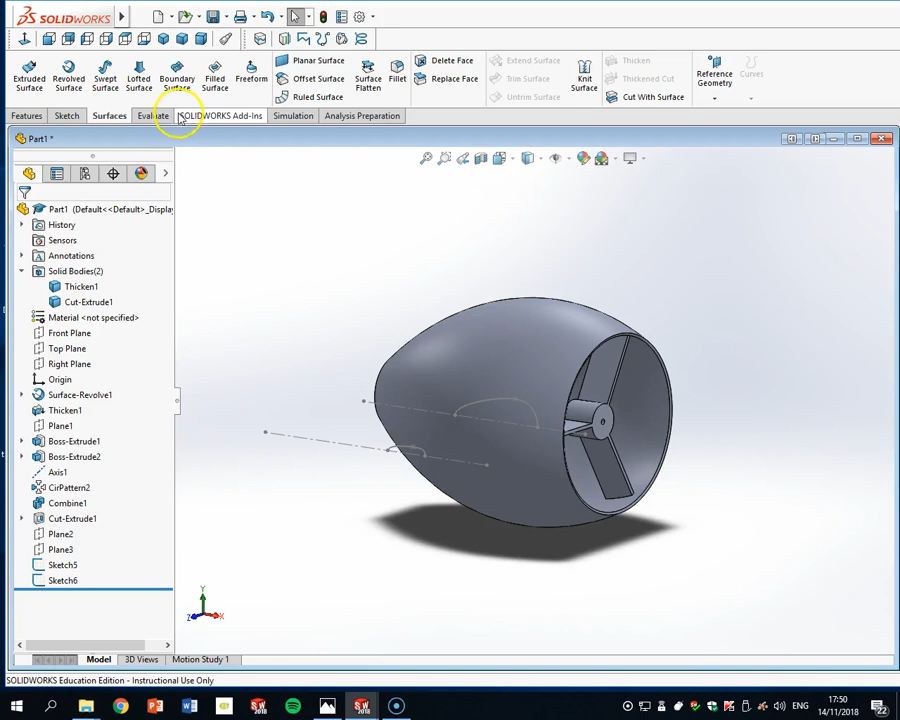 SOLIDWORKS
Extruded Surface
Revolved Surface
Swept Surface
Lofted Surface
Boundary Surface
Filled Surface
Freeform
Planar Surface
Offset Surface
Ruled Surface
Surface Flatten
Fillet
Delete Face
Replace Face
Extend Surface
Trim Surface
Untrim Surface
Knit Surface
Thicken
Thickened Cut
Cut With Surface
Reference Geometry
Curves
Features
Sketch
Surfaces
Evaluate
SOLIDWORKS Add-Ins
Simulation
Analysis Preparation
Part1 *
Part1 (Default<<Default>_Display
History
Sensors
Annotations
Solid Bodies(2)
Thicken1
Cut-Extrude1
Material <not specified>
Front Plane
Top Plane
Right Plane
Origin
Surface-Revolve1
Thicken1
Plane1
Boss-Extrude1
Boss-Extrude2
Axis1
CirPattern2
Combine1
Cut-Extrude1
Plane2
Plane3
Sketch5
Sketch6
Y
Z
X
Model
3D Views
Motion Study 1
SOLIDWORKS Education Edition - Instructional Use Only
ENG
17:50
14/11/2018
22